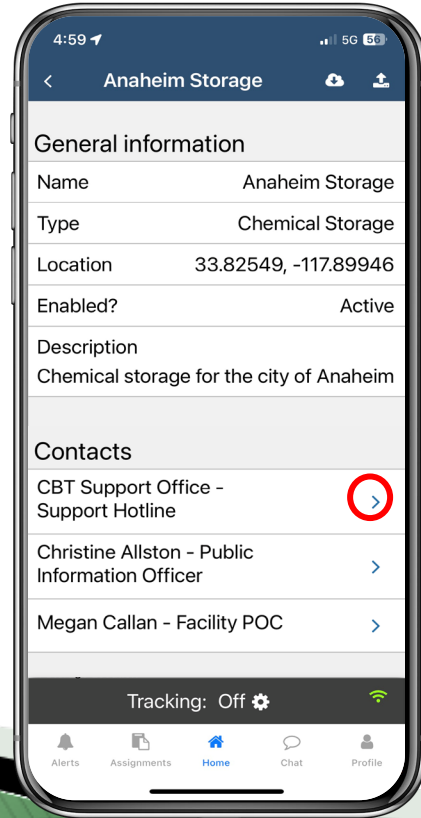 4:59 5G 56
Anaheim Storage
General information
Name Anaheim Storage
Type Chemical Storage
Location 33.82549, -117.89946
Enabled? Active
Description
Chemical storage for the city of Anaheim
Contacts
CBT Support Office -
Support Hotline
Christine Allston - Public
Information Officer
Megan Callan - Facility POC
Tracking: Off
Alerts Assignments Home Chat Profile